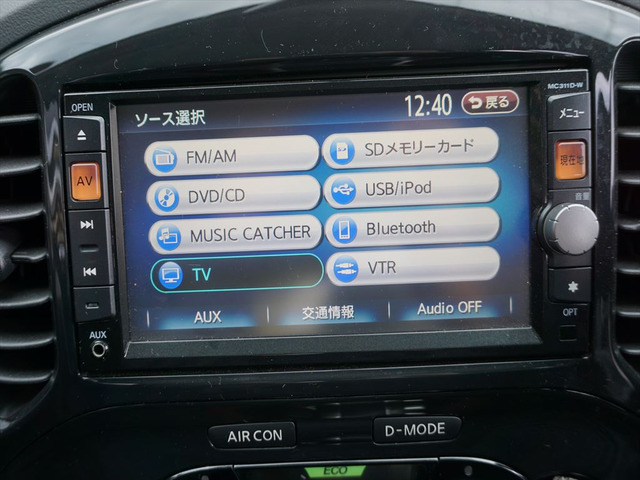 MC311D-W
OPEN
ソース選択
12:40
戻る
メニュー
AV
FM/AM
SDメモリーカード
現在地
DVD/CD
USB/iPod
音量
MUSIC CATCHER
Bluetooth
TV
VTR
AUX
交通情報
Audio OFF
AUX
OPT
AIR CON
D-MODE
ECO